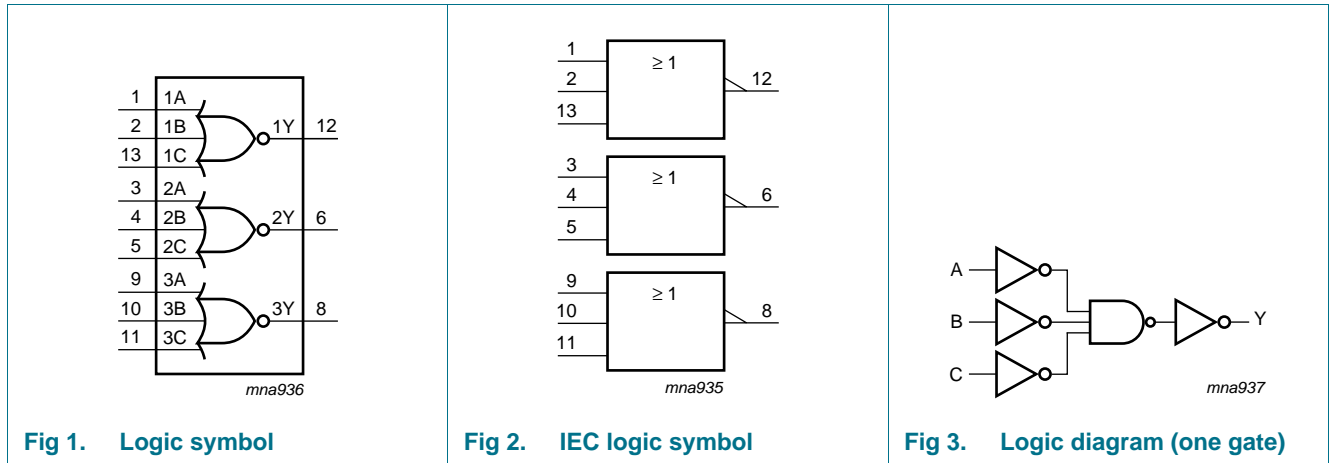 1 1A
2 1B 1Y 12
13 1C
3 2A
4 2B 2Y 6
5 2C
9 3A
10 3B 3Y 8
11 3C
mna936
Fig 1. Logic symbol
1 ≥ 1
2 12
13
3 ≥ 1
4 6
5
9 ≥ 1
10 8
11
mna935
Fig 2. IEC logic symbol
A
B Y
C
mna937
Fig 3. Logic diagram (one gate)